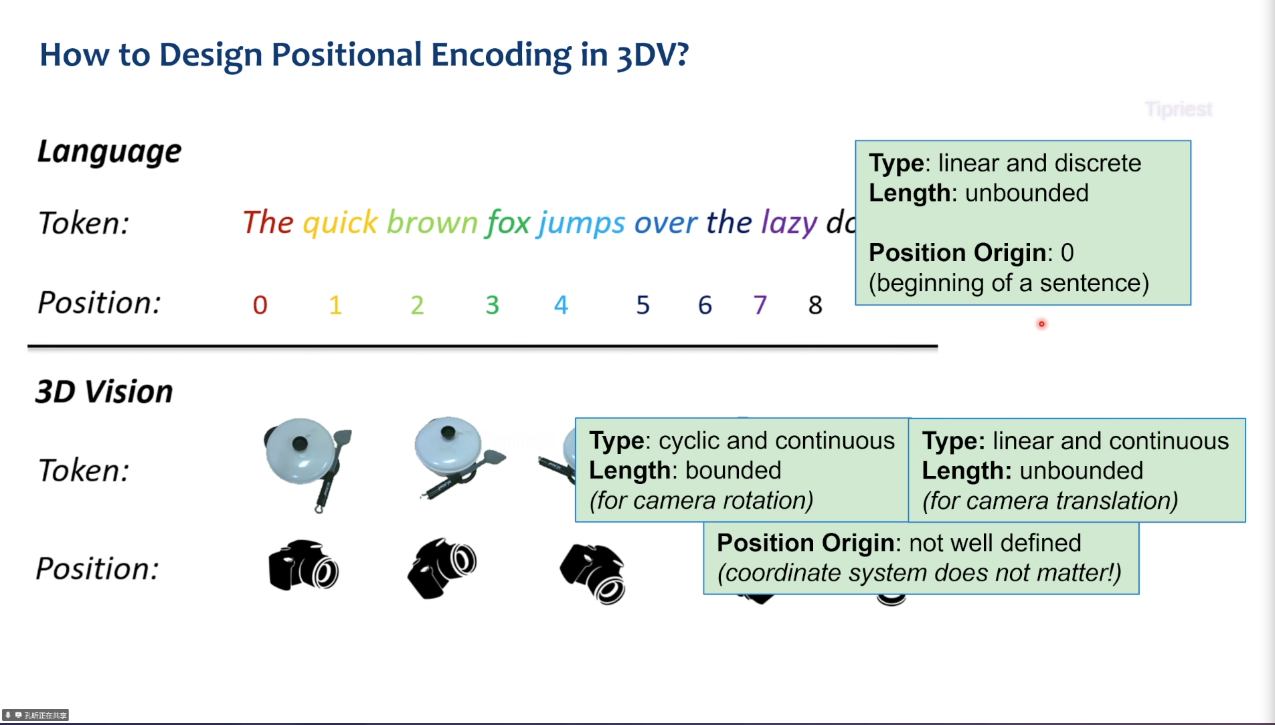 How to Design Positional Encoding in 3DV?
Tipriest
Language
Type: linear and discrete
Length: unbounded
Token: The quick brown fox jumps over the lazy
Position Origin: 0
(beginning of a sentence)
Position: 0 1 2 3 4 5 6 7 8
3D Vision
Type: cyclic and continuous
Length: bounded
(for camera rotation)
Type: linear and continuous
Length: unbounded
(for camera translation)
Token:
Position Origin: not well defined
(coordinate system does not matter!)
Position: